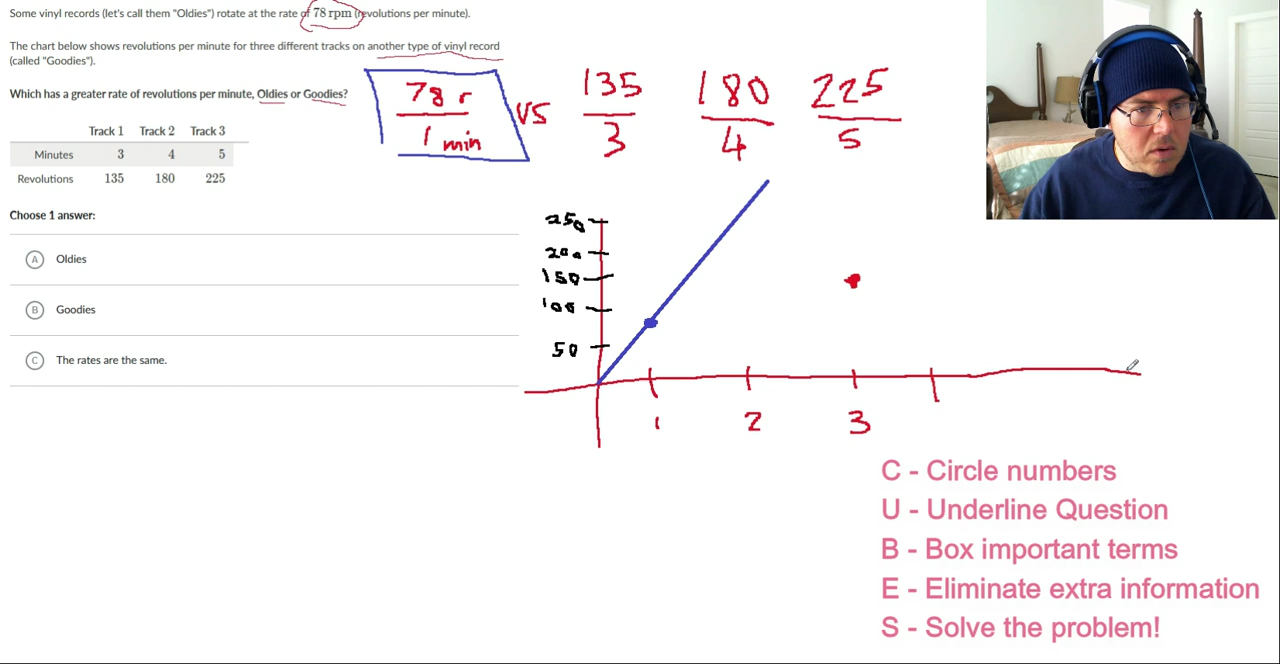 Some vinyl records (let's call them "Oldies") rotate at the rate of 78 rpm (revolutions per minute).
The chart below shows revolutions per minute for three different tracks on another type of vinyl record
(called "Goodies").
Which has a greater rate of revolutions per minute, Oldies or Goodies?
Track 1 Track 2 Track 3
Minutes 3 4 5
Revolutions 135 180 225
Choose 1 answer:
A Oldies
B Goodies
C The rates are the same.
78 r
1 min
vs
135
3
180
4
225
5
250
200
150
100
50
1 2 3
C - Circle numbers
U - Underline Question
B - Box important terms
E - Eliminate extra information
S - Solve the problem!